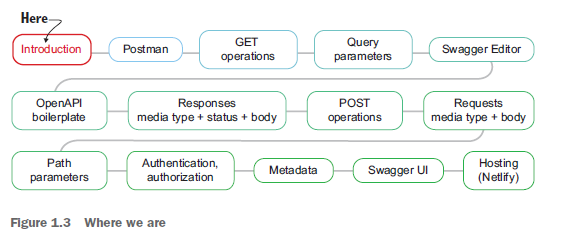 Here
Introduction
Postman
GET
operations
Query
parameters
Swagger Editor
OpenAPI
boilerplate
Responses
media type + status + body
POST
operations
Requests
media type + body
Path
parameters
Authentication,
authorization
Metadata
Swagger UI
Hosting
(Netlify)
Figure 1.3 Where we are